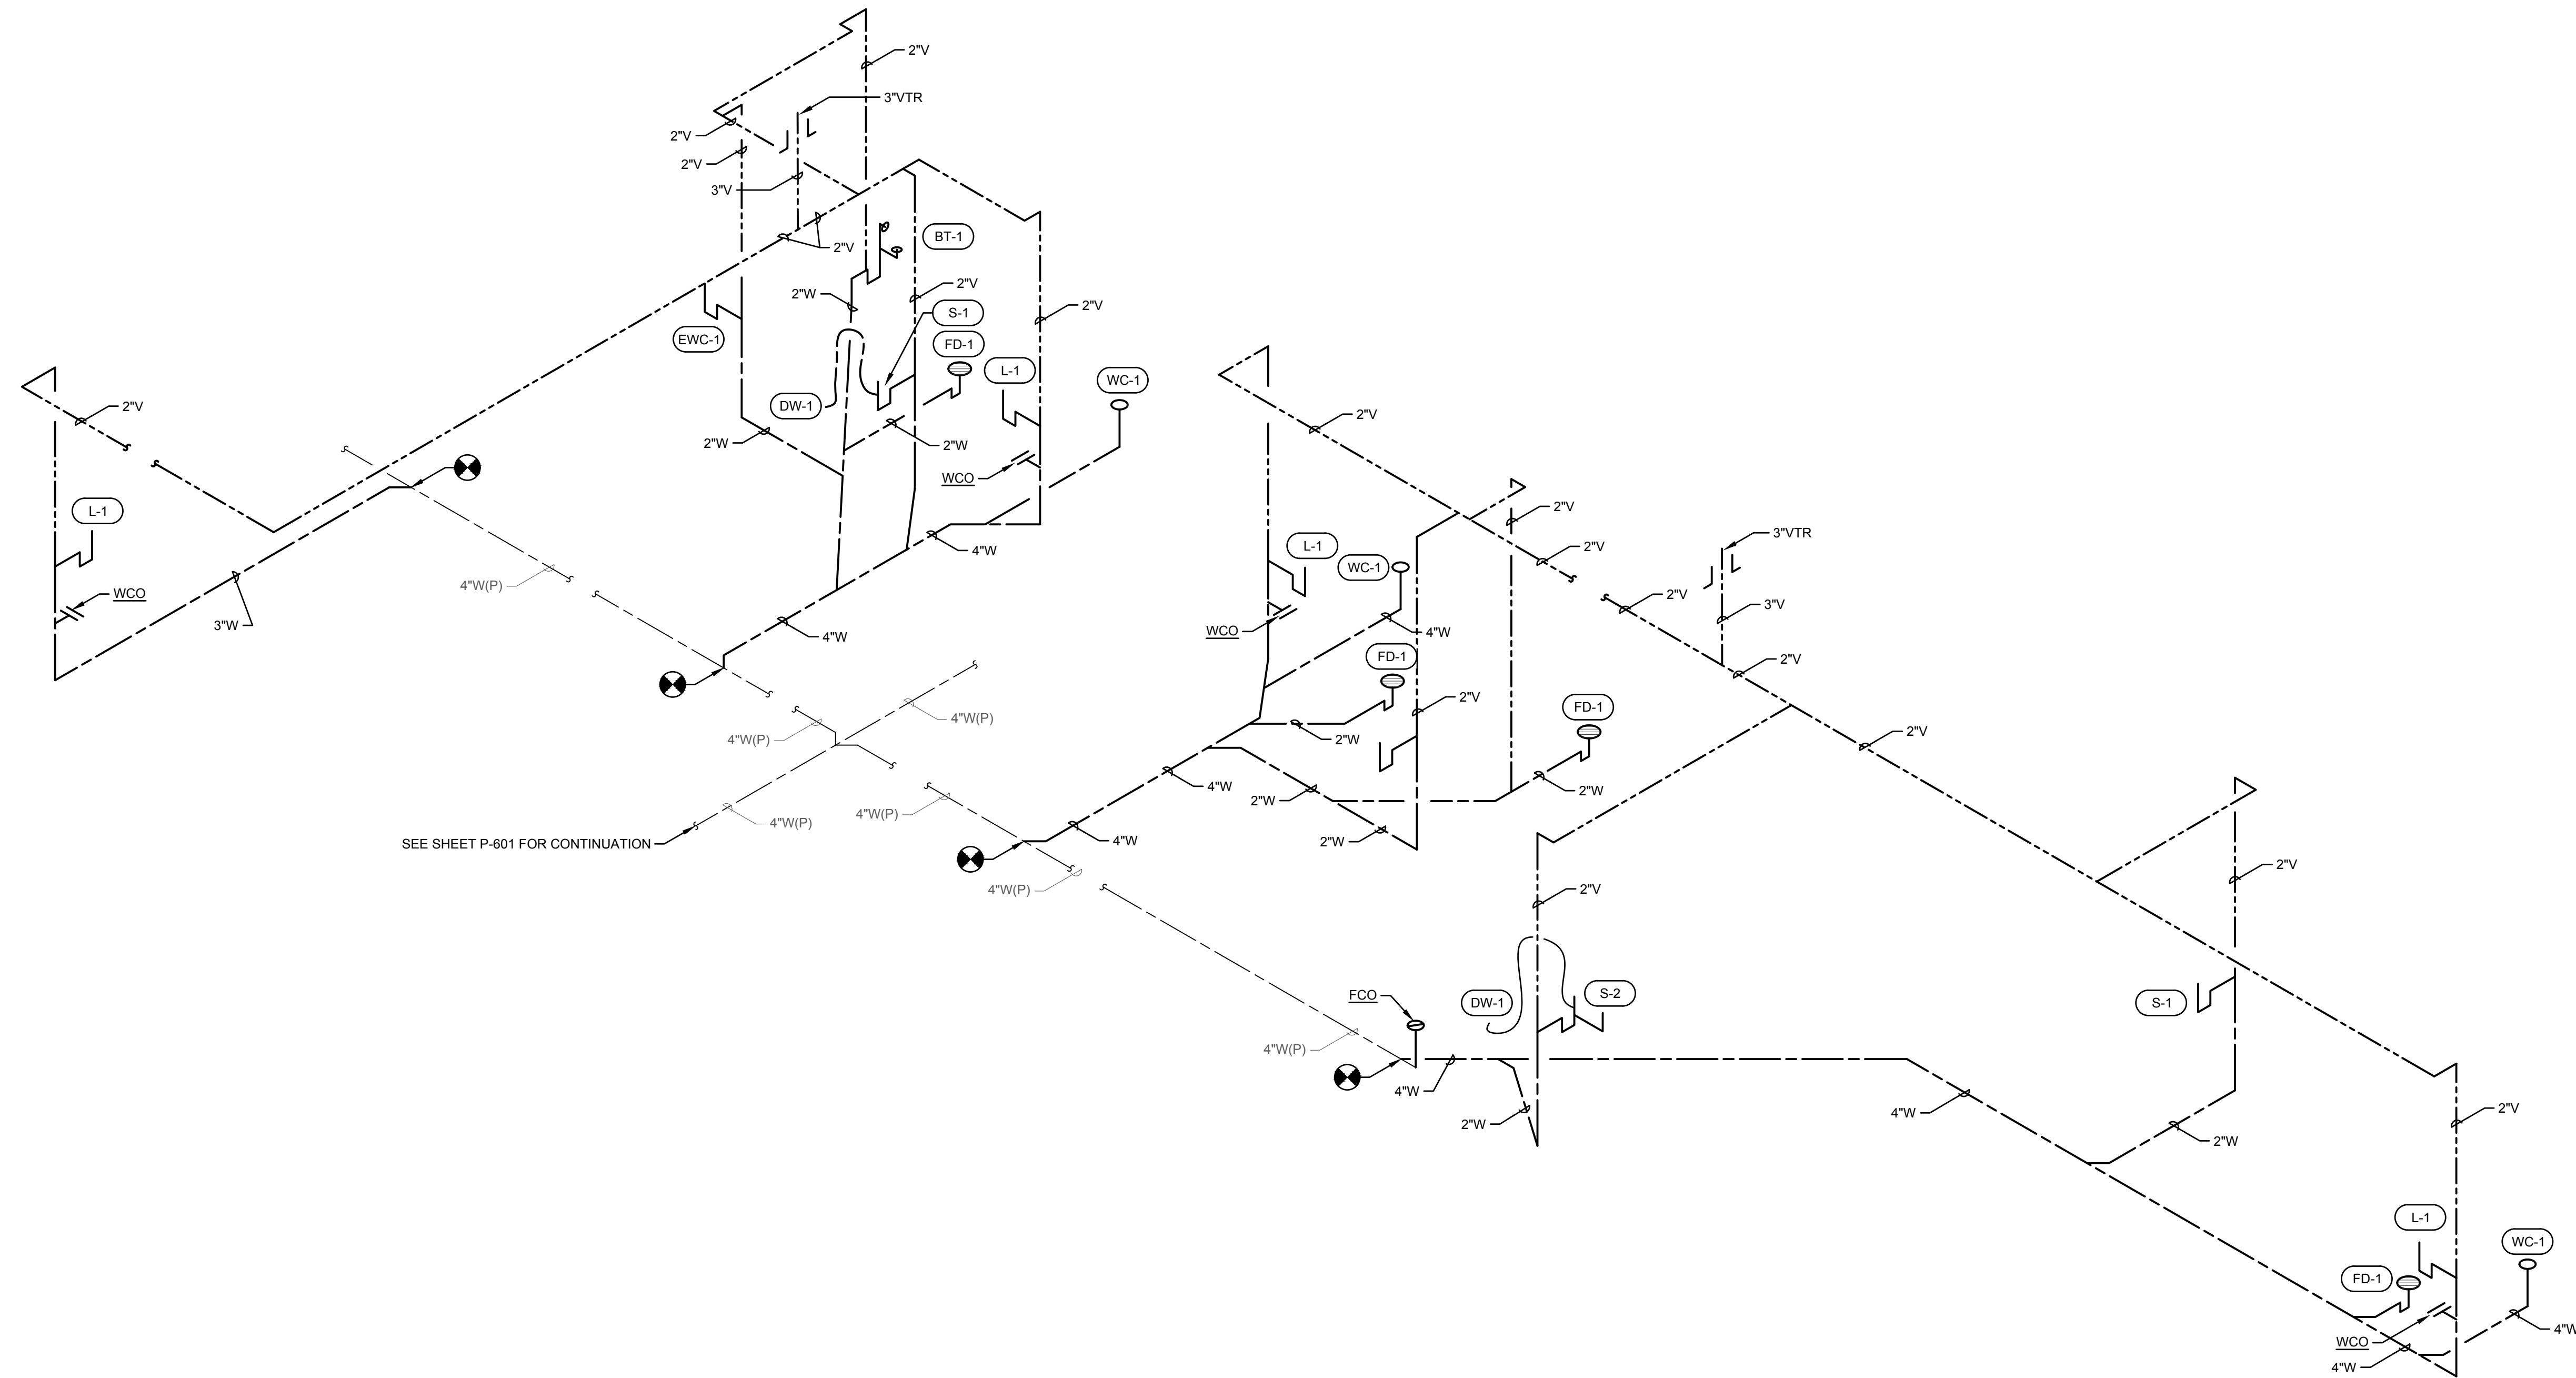 2"V
3"VTR
2"V
2"V
3"V
BT-1
2"V
2"V
2"W
2"V
S-1
EWC-1
FD-1
L-1
WC-1
2"V
DW-1
2"V
2"W
2"W
WCO
L-1
2"V
3"VTR
L-1
2"V
4"W
WC-1
4"W(P)
WCO
2"V
3"V
3"W
WCO
4"W
4"W
FD-1
2"V
2"V
FD-1
4"W(P)
2"V
4"W(P)
2"W
4"W
2"W
2"W
4"W(P)
4"W(P)
SEE SHEET P-601 FOR CONTINUATION
4"W
2"W
2"V
4"W(P)
2"V
FCO
DW-1
S-2
S-1
4"W(P)
4"W
2"V
4"W
2"W
2"W
L-1
WC-1
FD-1
4"W
WCO
4"W